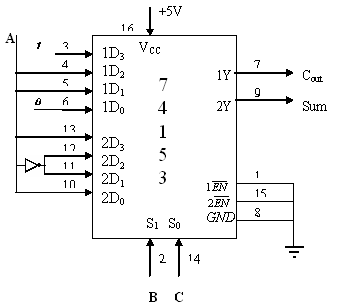 +5V
16
A
Vcc
1 3 1D3
4 1D2
5 1D1
0 6 1D0
13 2D3
12 2D2
11 2D1
10 2D0
7
4
1
5
3
1Y 7 Cout
2Y 9 Sum
1EN 1
2EN 15
GND 8
S1 S0
2 14
B C